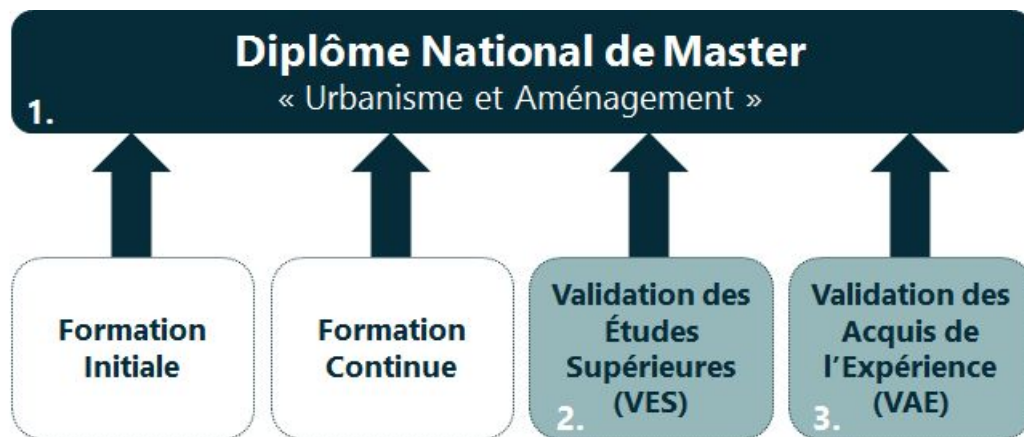 Diplôme National de Master
« Urbanisme et Aménagement »
1.
Formation
Initiale
Formation
Continue
Validation des
Études
Supérieures
(VES)
2.
Validation des
Acquis de
l’Expérience
(VAE)
3.